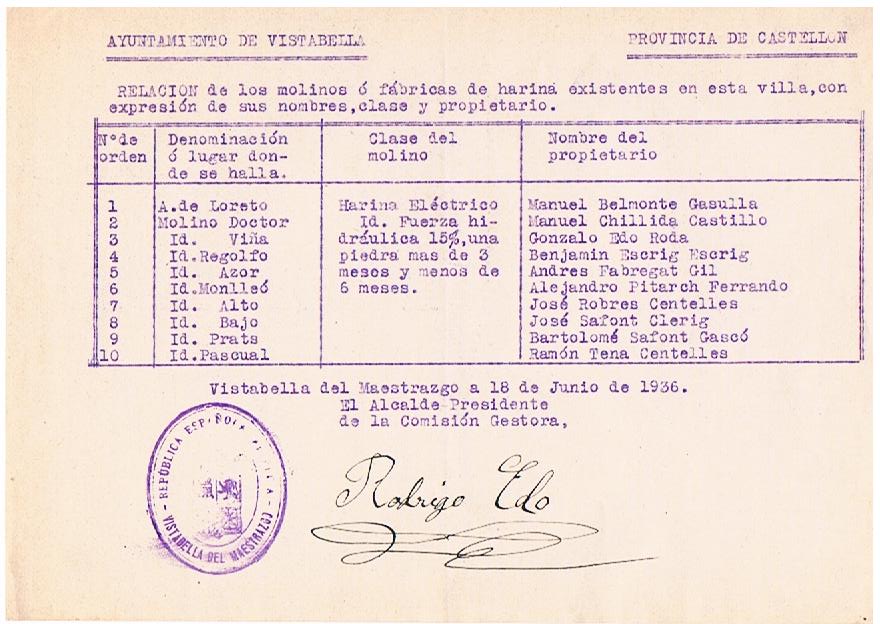 AYUNTAMIENTO DE VISTABELLA PROVINCIA DE CASTELLON
RELACION de los molinos ó fábricas de harina existentes en esta villa,con
expresión de sus nombres,clase y propietario.
Nº de orden Denominación ó lugar don- de se halla. Clase del molino Nombre del propietario
1 A.de Loreto Harina Eléctrico Manuel Belmonte Gasulla
2 Molino Doctor Id. Fuerza hi- Manuel Chillida Castillo
3 Id. Viña dráulica 15%,una Gonzalo Edo Roda
4 Id.Regolfo piedra mas de 3 Benjamin Escrig Escrig
5 Id. Azor meses y menos de Andres Fabregat Gil
6 Id.Monlleó 6 meses. Alejandro Pitarch Ferrando
7 Id. Alto José Robres Centelles
8 Id. Bajo José Safont Clerig
9 Id. Prats Bartolomé Safont Gascó
10 Id.Pascual Ramón Tena Centelles
Vistabella del Maestrazgo a 18 de Junio de 1936.
El Alcalde-Presidente
de la Comisión Gestora,
REPÚBLICA ESPAÑOLA
VISTABELLA DEL MAESTRAZGO
Rodrigo Edo